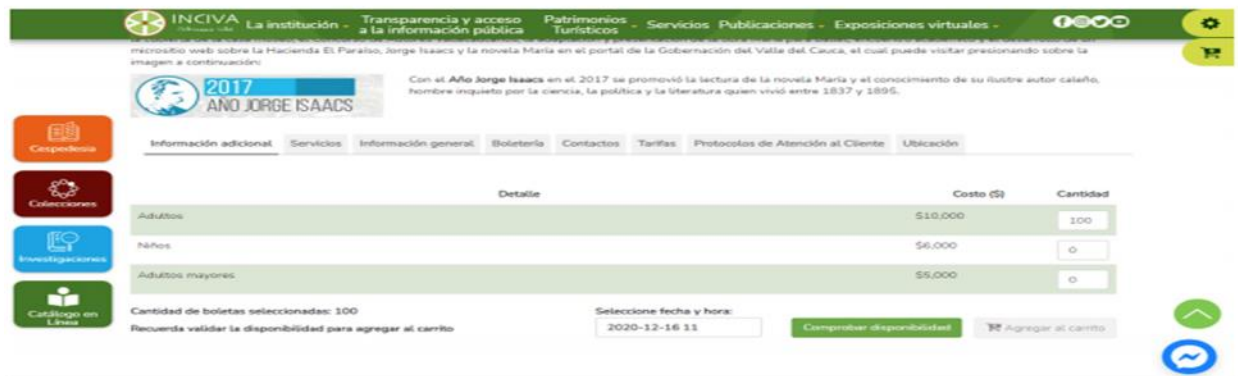 INCIVA La institución Transparencia y acceso a la información pública Patrimonios Turísticos Servicios Publicaciones Exposiciones virtuales
micrositio web sobre la Hacienda El Paraíso, Jorge Isaacs y la novela María en el portal de la Gobernación del Valle del Cauca, el cual puede visitar presionando sobre la
imagen a continuación:
2017
AÑO JORGE ISAACS
Con el Año Jorge Isaacs en el 2017 se promovió la lectura de la novela María y el conocimiento de su ilustre autor caleño,
hombre inquieto por la ciencia, la política y la literatura quien vivió entre 1837 y 1895.
Cespedesia
Colecciones
Investigaciones
Catálogo en
Línea
Información adicional Servicios Información general Boletería Contactos Tarifas Protocolos de Atención al Cliente Ubicación
Detalle Costo ($) Cantidad
Adultos $10,000 100
Niños $6,000 0
Adultos mayores $5,000 0
Cantidad de boletas seleccionadas: 100
Recuerda validar la disponibilidad para agregar al carrito
Seleccione fecha y hora:
2020-12-16 11
Comprobar disponibilidad
Agregar al carrito